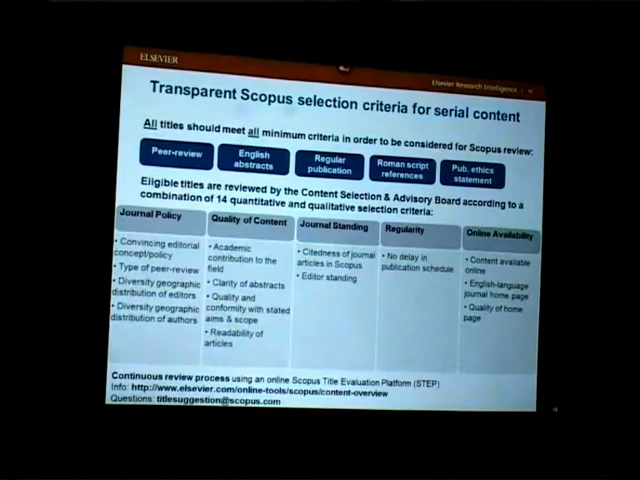 ELSEVIER
Elsevier Research Intelligence
Transparent Scopus selection criteria for serial content
All titles should meet all minimum criteria in order to be considered for Scopus review:
Peer-review
English abstracts
Regular publication
Roman script references
Pub. ethics statement
Eligible titles are reviewed by the Content Selection & Advisory Board according to a
combination of 14 quantitative and qualitative selection criteria:
Journal Policy
• Convincing editorial
concept/policy
• Type of peer-review
• Diversity geographic
distribution of editors
• Diversity geographic
distribution of authors
Quality of Content
• Academic
contribution to the
field
• Clarity of abstracts
• Quality and
conformity with stated
aims & scope
• Readability of
articles
Journal Standing
• Citedness of journal
articles in Scopus
• Editor standing
Regularity
• No delay in
publication schedule
Online Availability
• Content available
online
• English-language
journal home page
• Quality of home
page
Continuous review process using an online Scopus Title Evaluation Platform (STEP)
Info: http://www.elsevier.com/online-tools/scopus/content-overview
Questions: titlesuggestion@scopus.com